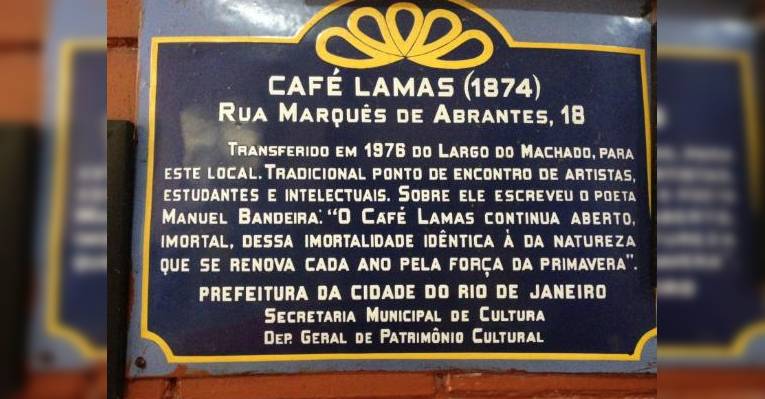 CAFÉ LAMAS (1874)
RUA MARQUÊS DE ABRANTES, 18
TRANSFERIDO EM 1976 DO LARGO DO MACHADO, PARA
ESTE LOCAL. TRADICIONAL PONTO DE ENCONTRO DE ARTISTAS,
ESTUDANTES E INTELECTUAIS. SOBRE ELE ESCREVEU O POETA
MANUEL BANDEIRA: “O CAFÉ LAMAS CONTINUA ABERTO,
IMORTAL, DESSA IMORTALIDADE IDÊNTICA À DA NATUREZA
QUE SE RENOVA CADA ANO PELA FORÇA DA PRIMAVERA”.
PREFEITURA DA CIDADE DO RIO DE JANEIRO
SECRETARIA MUNICIPAL DE CULTURA
DEP. GERAL DE PATRIMÔNIO CULTURAL